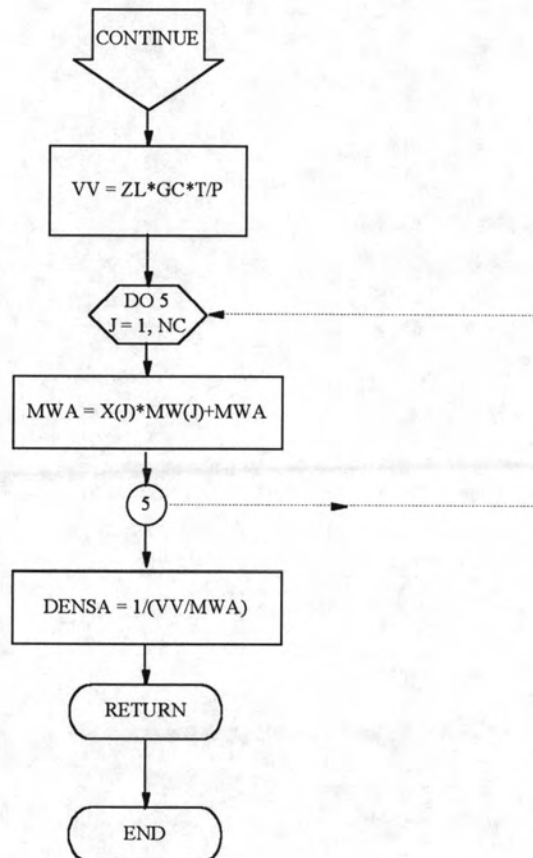 CONTINUE
VV = ZL*GC*T/P
DO 5
J = 1, NC
MWA = X(J)*MW(J)+MWA
5
DENSA = 1/(VV/MWA)
RETURN
END